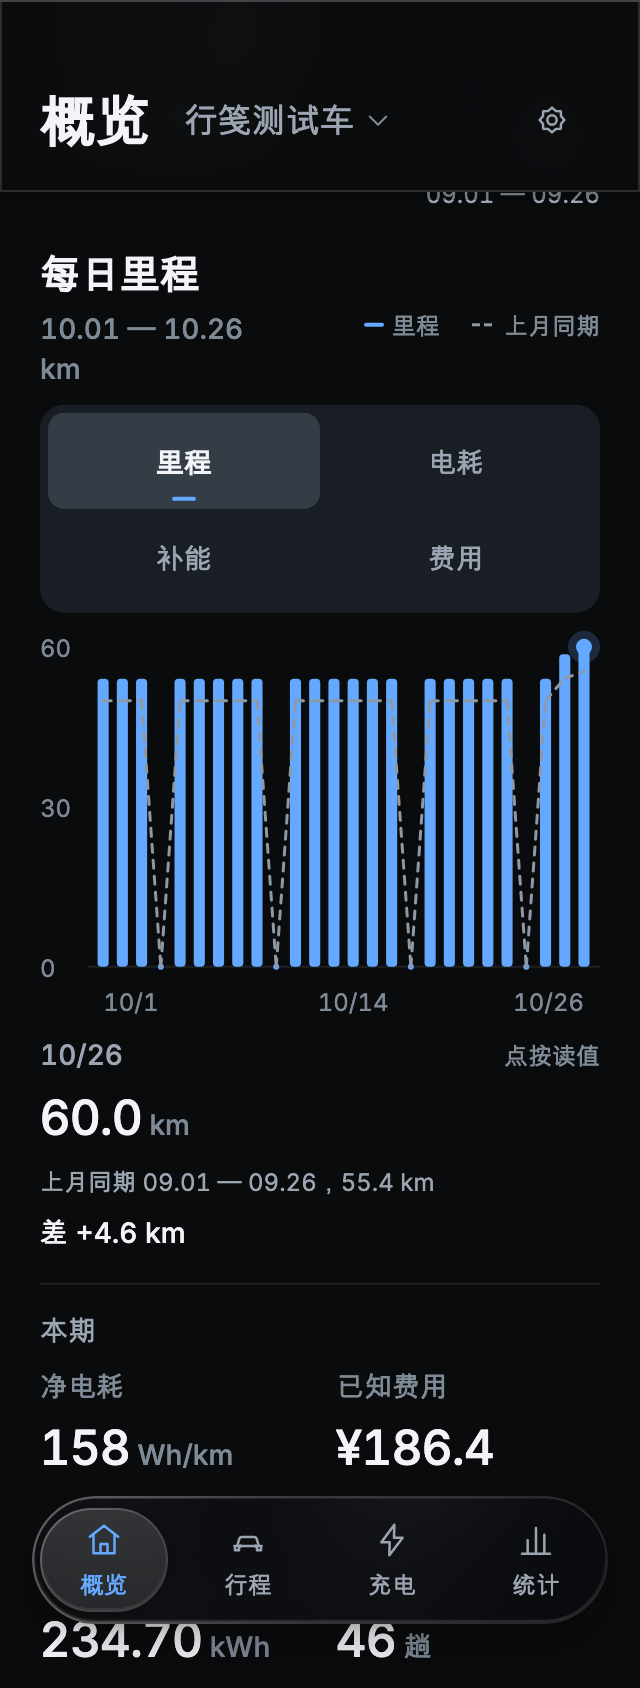 概览 行笺测试车
09.01 — 09.26
每日里程
10.01 — 10.26
km
里程 上月同期
里程 电耗
补能 费用
60
30
0
10/1 10/14 10/26
10/26 点按读值
60.0 km
上月同期 09.01 — 09.26，55.4 km
差 +4.6 km
本期
净电耗 已知费用
158 Wh/km ¥186.4
概览 行程 充电 统计
234.70 kWh 46 趟